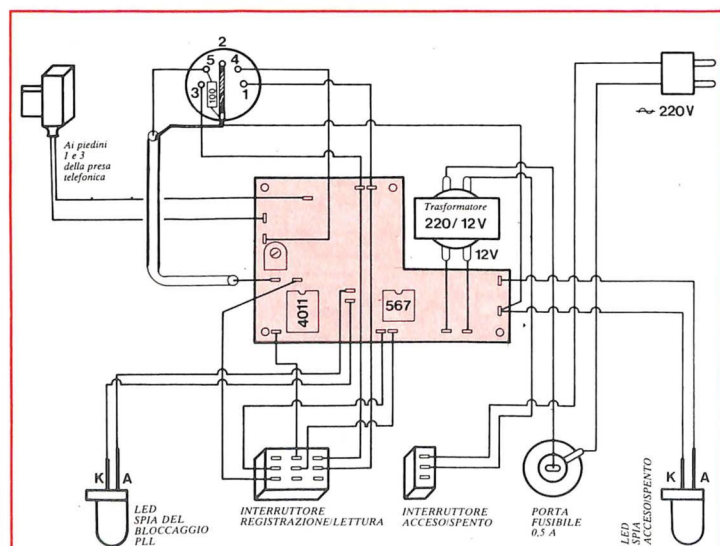 2
5
4
3
1
100
Ai piedini
1 e 3
della presa
telefonica
~ 220V
Trasformatore
220/12V
12V
4011
567
K A
LED
SPIA DEL
BLOCCAGGIO
PLL
INTERRUTTORE
REGISTRAZIONE/LETTURA
INTERRUTTORE
ACCESO/SPENTO
PORTA
FUSIBILE
0,5 A
LED
SPIA
ACCESO/SPENTO
K A